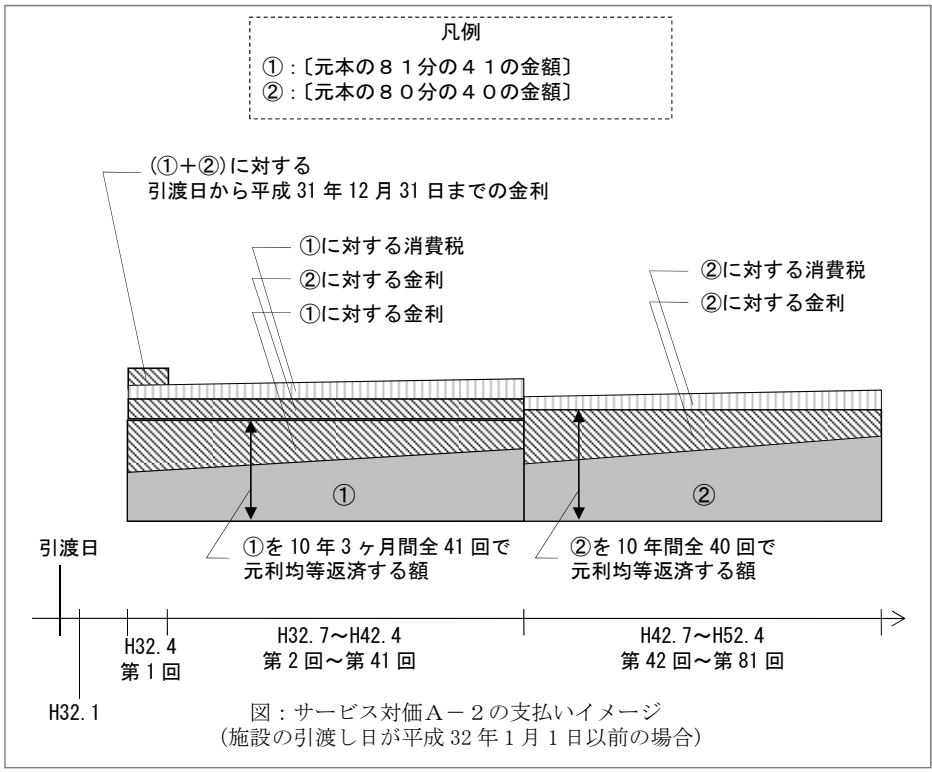 凡例
①：〔元本の８１分の４１の金額〕
②：〔元本の８０分の４０の金額〕
(①＋②)に対する
引渡日から平成 31 年 12 月 31 日までの金利
①に対する消費税
②に対する金利
①に対する金利
②に対する消費税
②に対する金利
①
②
①を 10 年 3 ヶ月間全 41 回で
元利均等返済する額
②を 10 年間全 40 回で
元利均等返済する額
引渡日
H32.4
第 1 回
H32.7～H42.4
第 2 回～第 41 回
H42.7～H52.4
第 42 回～第 81 回
H32.1
図：サービス対価Ａ－２の支払いイメージ
(施設の引渡し日が平成 32 年１月１日以前の場合)